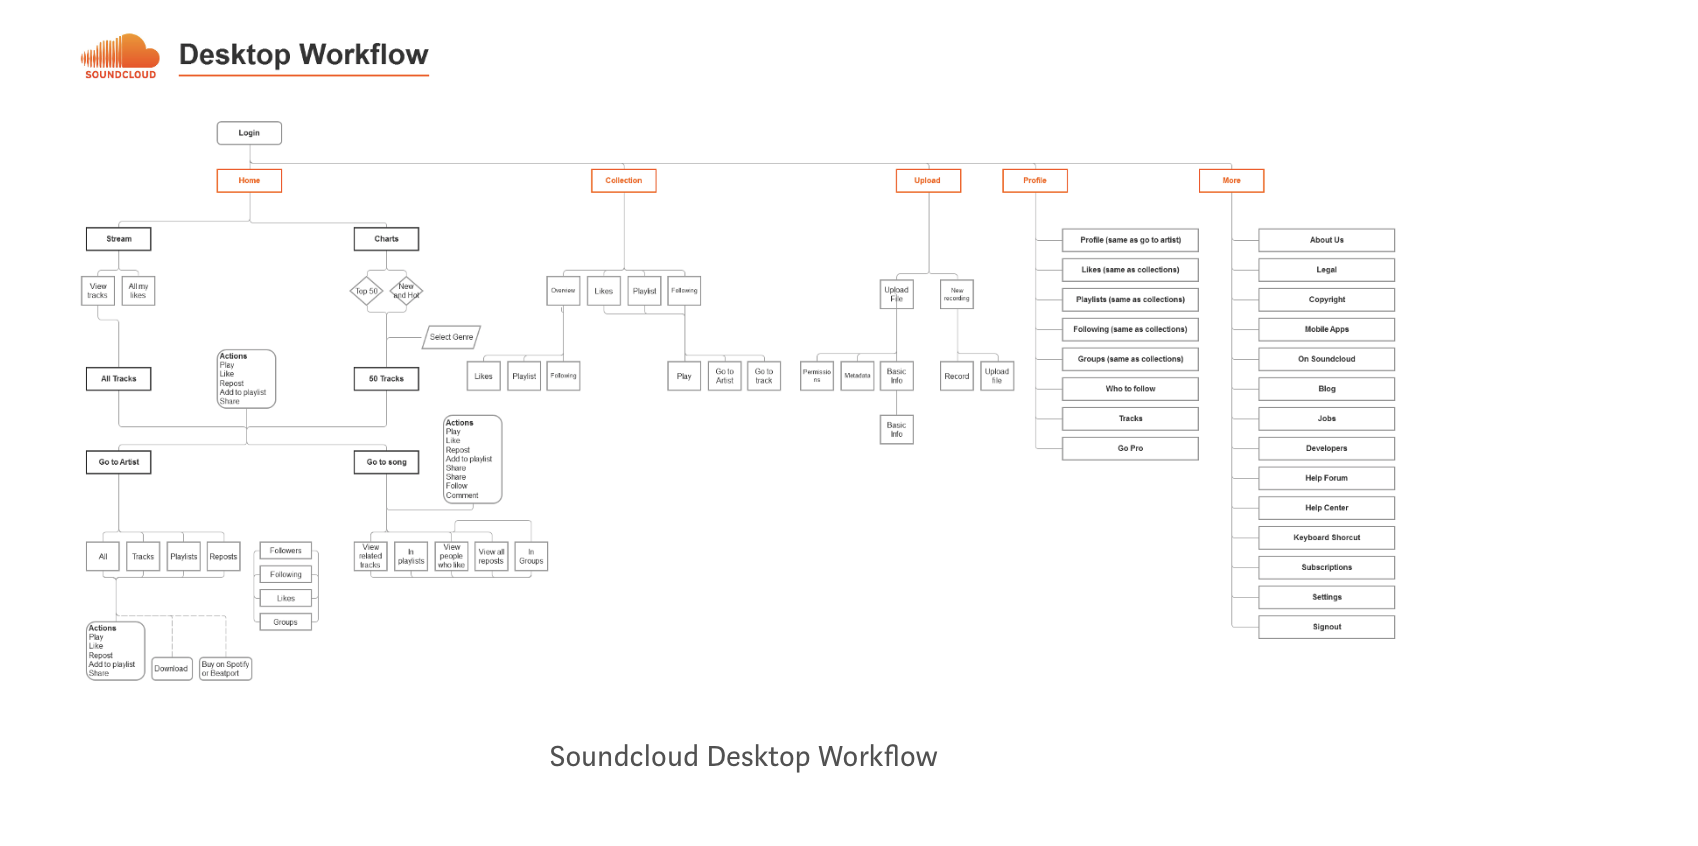 SOUNDCLOUD
Desktop Workflow
Login
Home
Collection
Upload
Profile
More
Stream
Charts
View
tracks
All my
likes
Top 50
New
and Hot
Select Genre
All Tracks
Actions
Play
Like
Repost
Add to playlist
Share
50 Tracks
Go to Artist
Go to song
Actions
Play
Like
Repost
Add to playlist
Share
Share
Follow
Comment
All
Tracks
Playlists
Reposts
Followers
Following
Likes
Groups
View
related
tracks
In
playlists
View
people
who like
View all
reposts
In
Groups
Actions
Play
Like
Repost
Add to playlist
Share
Download
Buy on Spotify
or Beatport
Overview
Likes
Playlist
Following
Likes
Playlist
Following
Play
Go to
Artist
Go to
track
Upload
File
New
recording
Permissio
ns
Metadata
Basic
Info
Record
Upload
file
Basic
Info
Profile (same as go to artist)
Likes (same as collections)
Playlists (same as collections)
Following (same as collections)
Groups (same as collections)
Who to follow
Tracks
Go Pro
About Us
Legal
Copyright
Mobile Apps
On Soundcloud
Blog
Jobs
Developers
Help Forum
Help Center
Keyboard Shorcut
Subscriptions
Settings
Signout
Soundcloud Desktop Workflow